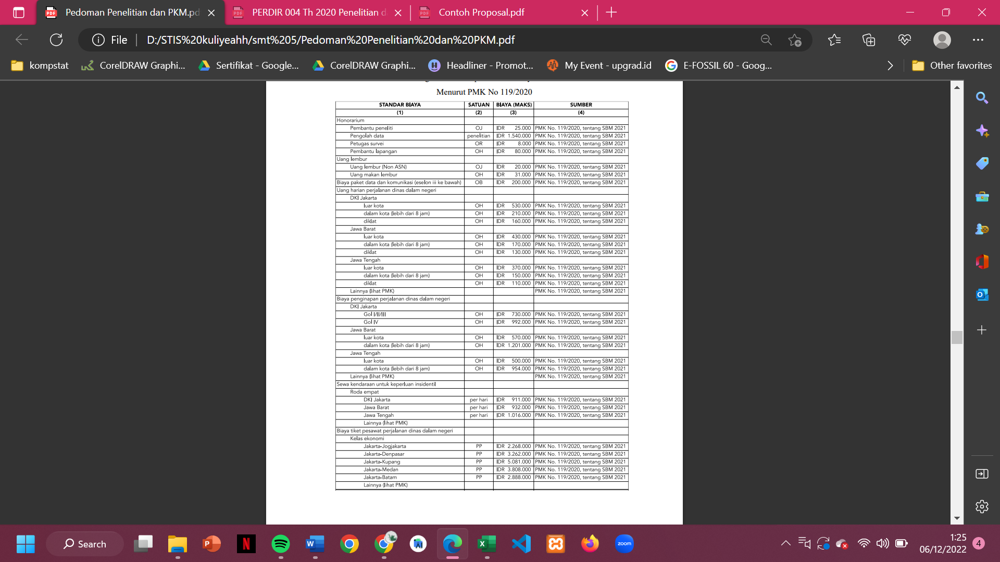 Pedoman Penelitian dan PKM.pd
PERDIR 004 Th 2020 Penelitian d
Contoh Proposal.pdf
File D:/STIS%20kuliyeahh/smt%205/Pedoman%20Penelitian%20dan%20PKM.pdf
kompstat CorelDRAW Graphi... Sertifikat - Google... CorelDRAW Graphi... Headliner - Promot... My Event - upgrad.id E-FOSSIL 60 - Goog... Other favorites
Menurut PMK No 119/2020
STANDAR BIAYA SATUAN BIAYA (MAKS) SUMBER
(1) (2) (3) (4)
Honorarium
Pembantu peneliti OJ IDR 25.000 PMK No. 119/2020, tentang SBM 2021
Pengolah data penelitian IDR 1.540.000 PMK No. 119/2020, tentang SBM 2021
Petugas survei OR IDR 8.000 PMK No. 119/2020, tentang SBM 2021
Pembantu lapangan OH IDR 80.000 PMK No. 119/2020, tentang SBM 2021
Uang lembur
Uang lembur (Non ASN) OJ IDR 20.000 PMK No. 119/2020, tentang SBM 2021
Uang makan lembur OH IDR 31.000 PMK No. 119/2020, tentang SBM 2021
Biaya paket data dan komunikasi (eselon iii ke bawah) OB IDR 200.000 PMK No. 119/2020, tentang SBM 2021
Uang harian perjalanan dinas dalam negeri
DKI Jakarta
luar kota OH IDR 530.000 PMK No. 119/2020, tentang SBM 2021
dalam kota (lebih dari 8 jam) OH IDR 210.000 PMK No. 119/2020, tentang SBM 2021
diklat OH IDR 160.000 PMK No. 119/2020, tentang SBM 2021
Jawa Barat
luar kota OH IDR 430.000 PMK No. 119/2020, tentang SBM 2021
dalam kota (lebih dari 8 jam) OH IDR 170.000 PMK No. 119/2020, tentang SBM 2021
diklat OH IDR 130.000 PMK No. 119/2020, tentang SBM 2021
Jawa Tengah
luar kota OH IDR 370.000 PMK No. 119/2020, tentang SBM 2021
dalam kota (lebih dari 8 jam) OH IDR 150.000 PMK No. 119/2020, tentang SBM 2021
diklat OH IDR 110.000 PMK No. 119/2020, tentang SBM 2021
Lainnya (lihat PMK) PMK No. 119/2020, tentang SBM 2021
Biaya penginapan perjalanan dinas dalam negeri
DKI Jakarta
Gol I/II/III OH IDR 730.000 PMK No. 119/2020, tentang SBM 2021
Gol IV OH IDR 992.000 PMK No. 119/2020, tentang SBM 2021
Jawa Barat
luar kota OH IDR 570.000 PMK No. 119/2020, tentang SBM 2021
dalam kota (lebih dari 8 jam) OH IDR 1.201.000 PMK No. 119/2020, tentang SBM 2021
Jawa Tengah
luar kota OH IDR 500.000 PMK No. 119/2020, tentang SBM 2021
dalam kota (lebih dari 8 jam) OH IDR 954.000 PMK No. 119/2020, tentang SBM 2021
Lainnya (lihat PMK) PMK No. 119/2020, tentang SBM 2021
Sewa kendaraan untuk keperluan insidentil
Roda empat
DKI Jakarta per hari IDR 911.000 PMK No. 119/2020, tentang SBM 2021
Jawa Barat per hari IDR 932.000 PMK No. 119/2020, tentang SBM 2021
Jawa Tengah per hari IDR 1.016.000 PMK No. 119/2020, tentang SBM 2021
Lainnya (lihat PMK)
Biaya tiket pesawat perjalanan dinas dalam negeri
Kelas ekonomi
Jakarta-Jogjakarta PP IDR 2.268.000 PMK No. 119/2020, tentang SBM 2021
Jakarta-Denpasar PP IDR 3.262.000 PMK No. 119/2020, tentang SBM 2021
Jakarta-Kupang PP IDR 5.081.000 PMK No. 119/2020, tentang SBM 2021
Jakarta-Medan PP IDR 3.808.000 PMK No. 119/2020, tentang SBM 2021
Jakarta-Batam PP IDR 2.888.000 PMK No. 119/2020, tentang SBM 2021
Lainnya (lihat PMK)
Search
zoom
1:25
06/12/2022
4